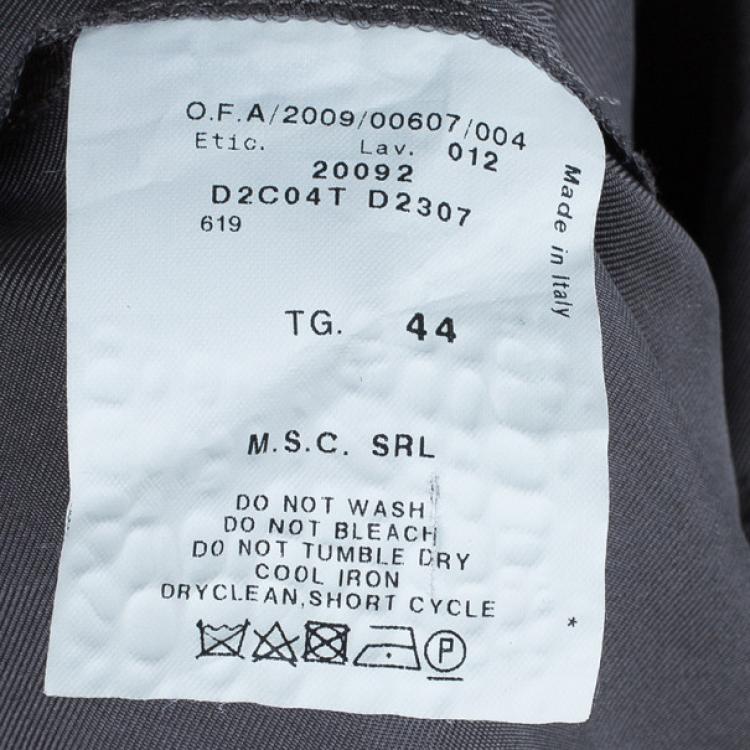 O.F.A/2009/00607/004
Etic. Lav. 012
20092
D2C04T D2307
619
Made in Italy
TG. 44
M.S.C. SRL
DO NOT WASH
DO NOT BLEACH
DO NOT TUMBLE DRY
COOL IRON
DRYCLEAN,SHORT CYCLE
*
P